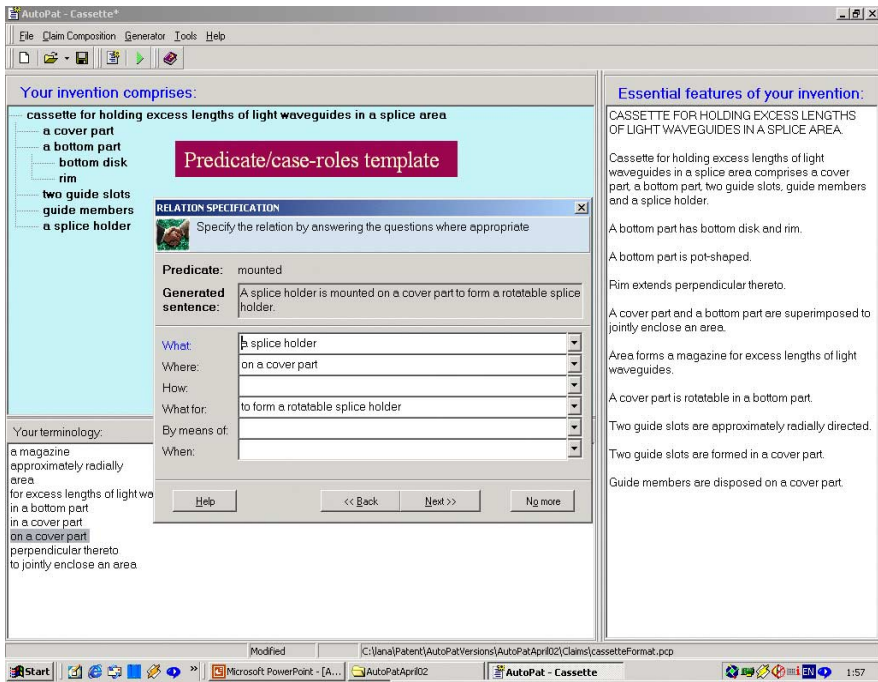 AutoPat - Cassette*
File Claim Composition Generator Tools Help
Your invention comprises:
cassette for holding excess lengths of light waveguides in a splice area
a cover part
a bottom part
bottom disk
rim
two guide slots
guide members
a splice holder
Predicate/case-roles template
RELATION SPECIFICATION
Specify the relation by answering the questions where appropriate
Predicate: mounted
Generated sentence: A splice holder is mounted on a cover part to form a rotatable splice
holder.
What: a splice holder
Where: on a cover part
How:
What for: to form a rotatable splice holder
By means of:
When:
Help << Back Next >> No more
Your terminology:
a magazine
approximately radially
area
for excess lengths of light wa
in a bottom part
in a cover part
on a cover part
perpendicular thereto
to jointly enclose an area
Essential features of your invention:
CASSETTE FOR HOLDING EXCESS LENGTHS
OF LIGHT WAVEGUIDES IN A SPLICE AREA.
Cassette for holding excess lengths of light
waveguides in a splice area comprises a cover
part, a bottom part, two guide slots, guide members
and a splice holder.
A bottom part has bottom disk and rim.
A bottom part is pot-shaped.
Rim extends perpendicular thereto.
A cover part and a bottom part are superimposed to
jointly enclose an area.
Area forms a magazine for excess lengths of light
waveguides.
A cover part is rotatable in a bottom part.
Two guide slots are approximately radially directed.
Two guide slots are formed in a cover part.
Guide members are disposed on a cover part.
Modified C:\lana\Patent\AutoPatVersions\AutoPatApril02\Claims\cassetteFormat.pcp
Start Microsoft PowerPoint - [A... AutoPatApril02 AutoPat - Cassette EN 1:57